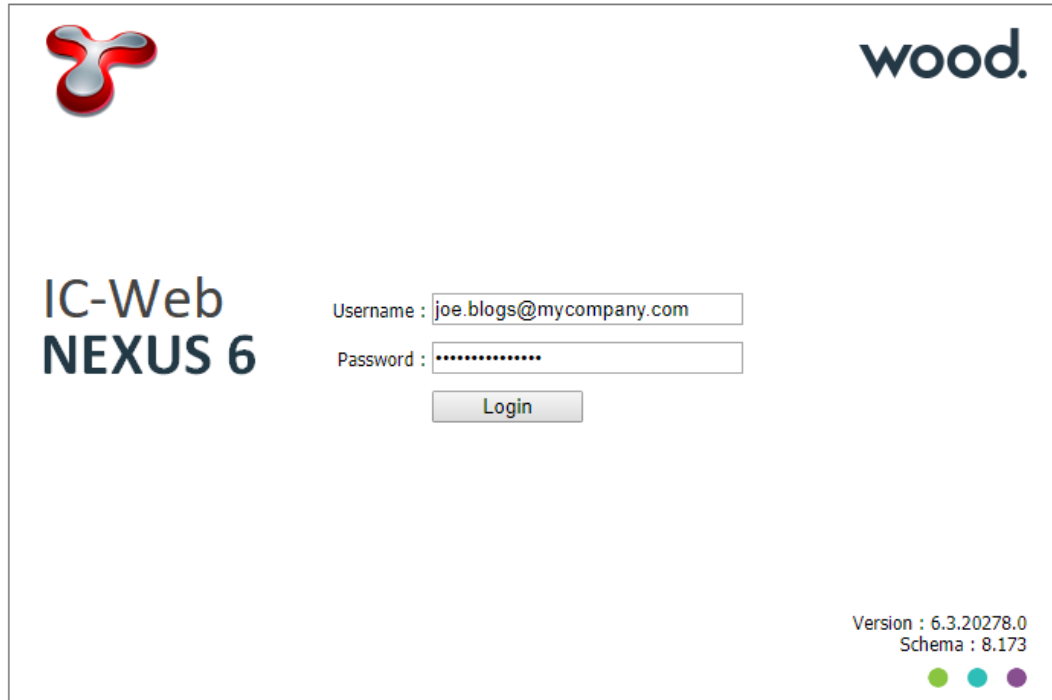 wood.
IC-Web
NEXUS 6
Username : joe.blogs@mycompany.com
Password : •••••••••••••••
Login
Version : 6.3.20278.0
Schema : 8.173